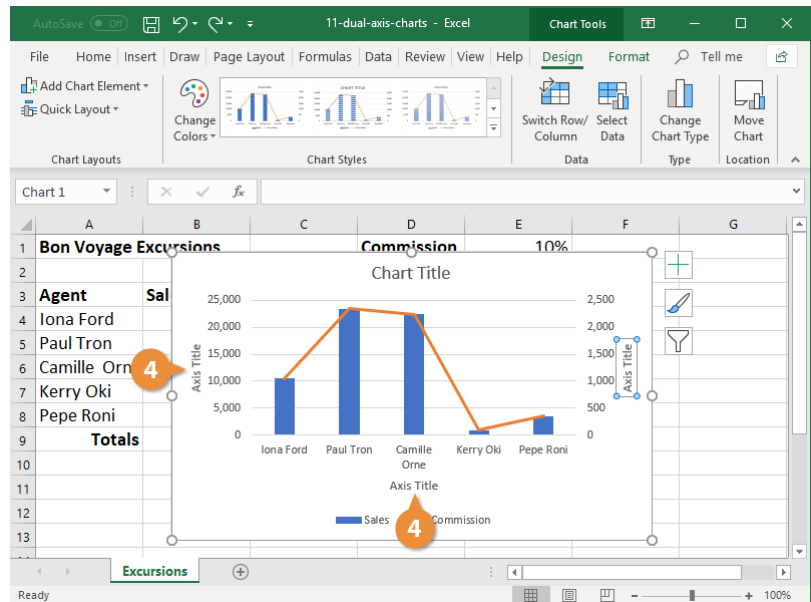 AutoSave Off 11-dual-axis-charts - Excel Chart Tools
File Home Insert Draw Page Layout Formulas Data Review View Help Design Format Tell me
Add Chart Element
Quick Layout
Change Colors
Switch Row/ Column
Select Data
Change Chart Type
Move Chart
Chart Layouts Chart Styles Data Type Location
Chart 1 fx
A B C D E F G
1 Bon Voyage Excursions Commission 10%
2
3 Agent Sal
4 Iona Ford
5 Paul Tron
6 Camille Orn
7 Kerry Oki
8 Pepe Roni
9 Totals
10
11
12
13
Chart Title
25,000 2,500
20,000 2,000
15,000 1,500
10,000 1,000
5,000 500
0 0
Axis Title
Axis Title
4
Iona Ford Paul Tron Camille Orne Kerry Oki Pepe Roni
Axis Title
4
Sales Commission
Excursions
Ready 100%